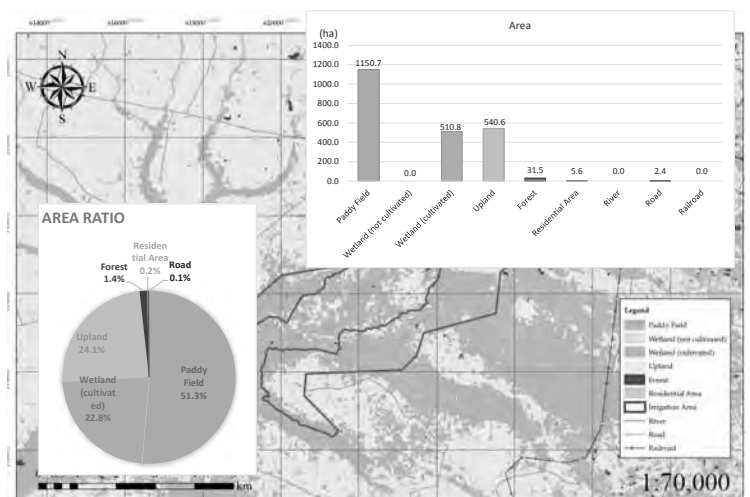 Area
(ha)
1400.0
1200.0
1000.0
800.0
600.0
400.0
200.0
0.0
1150.7
0.0
510.8
540.6
31.5
5.6
0.0
2.4
0.0
Paddy Field
Wetland (not cultivated)
Wetland (cultivated)
Upland
Forest
Residential Area
River
Road
Railroad
N
W
E
S
AREA RATIO
Residen
tial Area
0.2%
Forest
1.4%
Road
0.1%
Upland
24.1%
Wetland
(cultivat
ed)
22.8%
Paddy
Field
51.3%
Legend
Paddy Field
Wetland (not cultivated)
Wetland (cultivated)
Upland
Forest
Residential Area
Irrigation Area
River
Road
Railroad
km
1:70,000